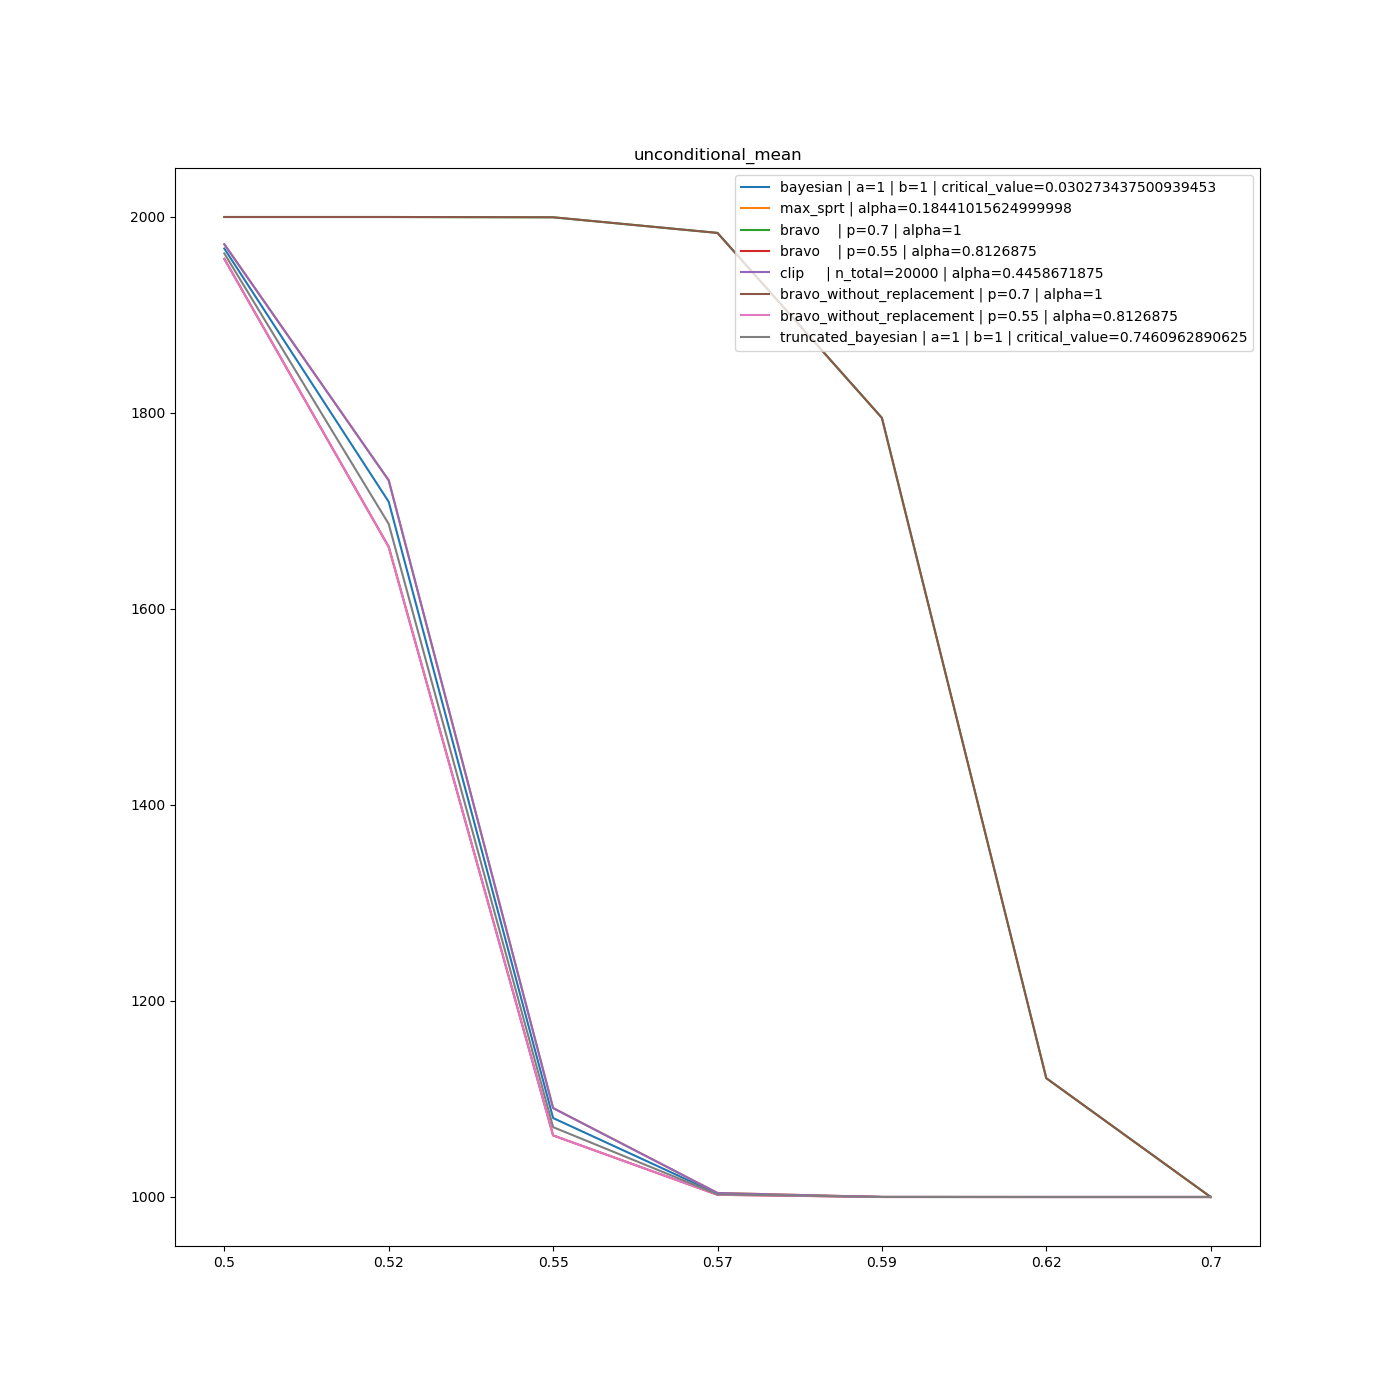 unconditional_mean
bayesian | a=1 | b=1 | critical_value=0.030273437500939453
max_sprt | alpha=0.18441015624999998
bravo    | p=0.7 | alpha=1
bravo    | p=0.55 | alpha=0.8126875
clip     | n_total=20000 | alpha=0.4458671875
bravo_without_replacement | p=0.7 | alpha=1
bravo_without_replacement | p=0.55 | alpha=0.8126875
truncated_bayesian | a=1 | b=1 | critical_value=0.7460962890625
2000
1800
1600
1400
1200
1000
0.5 0.52 0.55 0.57 0.59 0.62 0.7